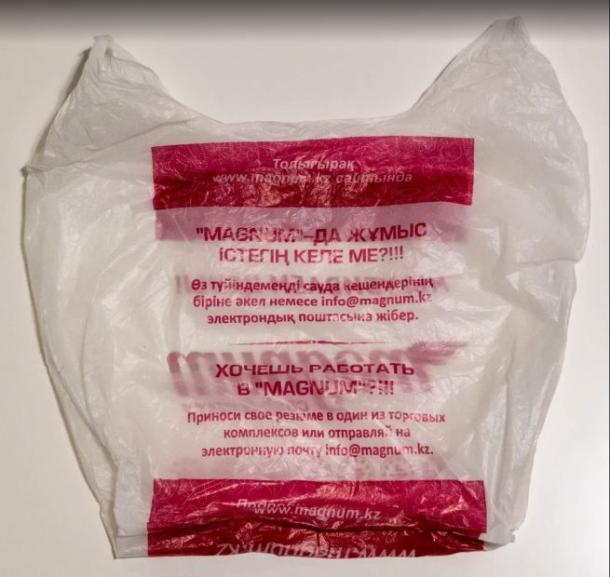 Толығырақ
www.magnum.kz сайтында
"MAGNUM"-ДА ЖҰМЫС
ІСТЕГІҢ КЕЛЕ МЕ?!!!
Өз түйіндемеңді сауда кешендерінің
біріне әкел немесе info@magnum.kz
электрондық поштасына жібер.
ХОЧЕШЬ РАБОТАТЬ
В "MAGNUM"?!!!
Приноси свое резюме в один из торговых
комплексов или отправляй на
электронную почту info@magnum.kz.
www.magnum.kz